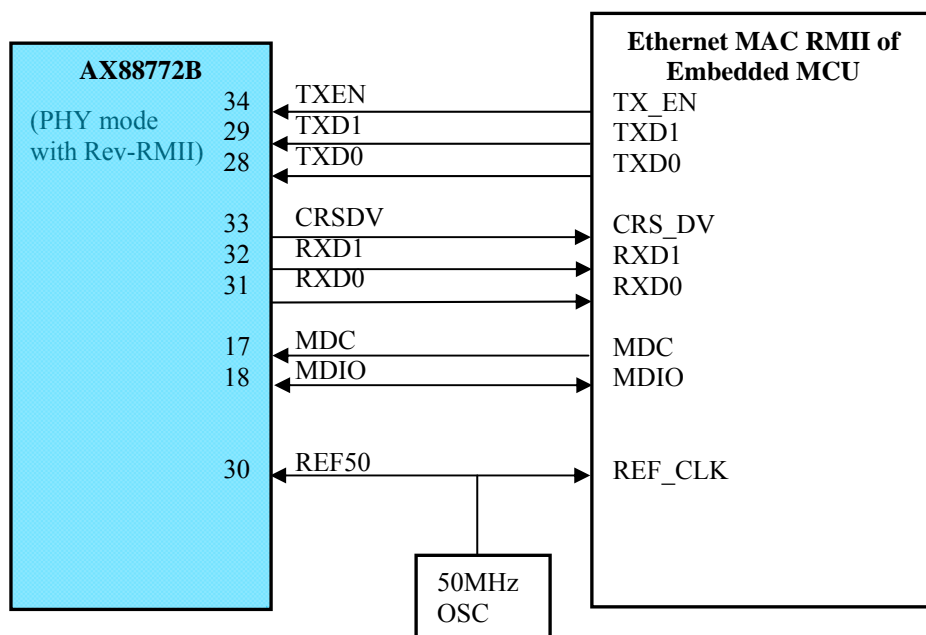 AX88772B
(PHY mode
with Rev-RMII)
34
29
28
33
32
31
17
18
30
TXEN
TXD1
TXD0
CRSDV
RXD1
RXD0
MDC
MDIO
REF50
50MHz
OSC
Ethernet MAC RMII of
Embedded MCU
TX_EN
TXD1
TXD0
CRS_DV
RXD1
RXD0
MDC
MDIO
REF_CLK